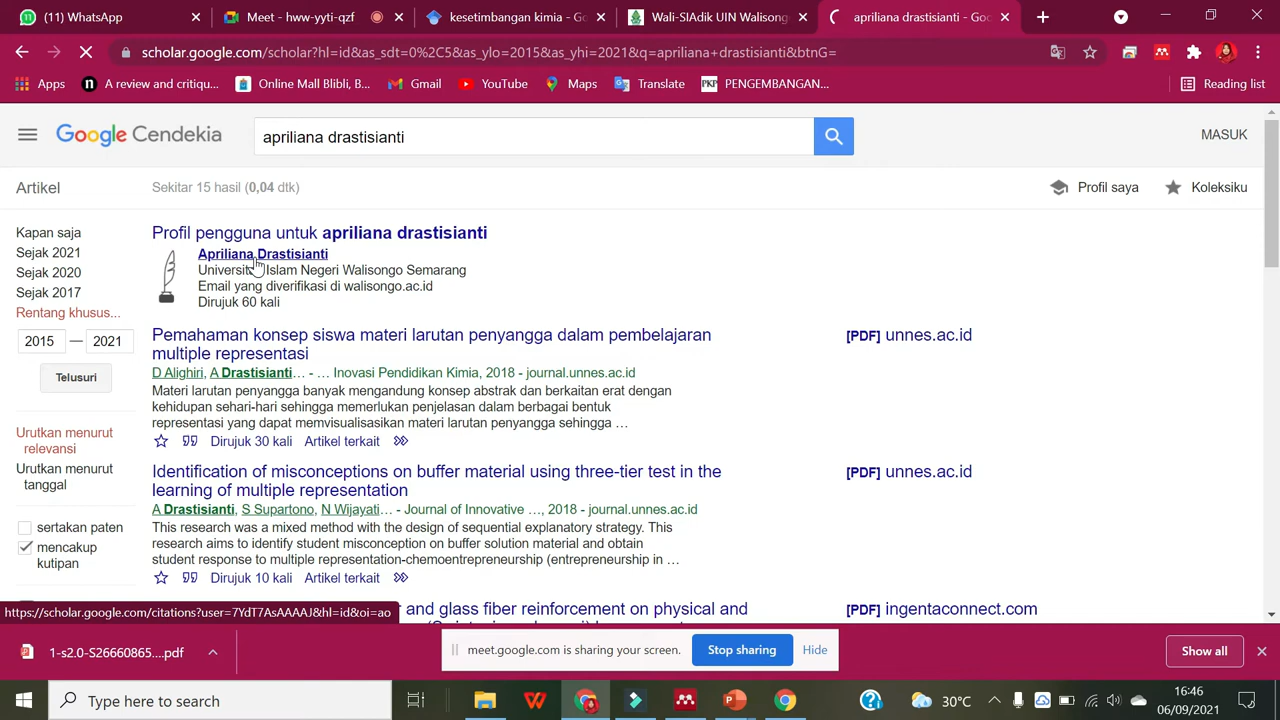 (11) WhatsApp
Meet - hww-yyti-qzf
kesetimbangan kimia - Go
Wali-SIAdik UIN Walisong
apriliana drastisianti - Goo
scholar.google.com/scholar?hl=id&as_sdt=0%2C5&as_ylo=2015&as_yhi=2021&q=apriliana+drastisianti&btnG=
Apps
A review and critiqu...
Online Mall Blibli, B...
Gmail
YouTube
Maps
Translate
PENGEMBANGAN...
Reading list
Google Cendekia
apriliana drastisianti
MASUK
Artikel
Sekitar 15 hasil (0,04 dtk)
Profil saya
Koleksiku
Kapan saja
Sejak 2021
Sejak 2020
Sejak 2017
Rentang khusus...
2015 — 2021
Telusuri
Urutkan menurut
relevansi
Urutkan menurut
tanggal
sertakan paten
mencakup
kutipan
Profil pengguna untuk apriliana drastisianti
Apriliana Drastisianti
Universitas Islam Negeri Walisongo Semarang
Email yang diverifikasi di walisongo.ac.id
Dirujuk 60 kali
Pemahaman konsep siswa materi larutan penyangga dalam pembelajaran
multiple representasi
[PDF] unnes.ac.id
D Alighiri, A Drastisianti… - … Inovasi Pendidikan Kimia, 2018 - journal.unnes.ac.id
Materi larutan penyangga banyak mengandung konsep abstrak dan berkaitan erat dengan
kehidupan sehari-hari sehingga memerlukan penjelasan dalam berbagai bentuk
representasi yang dapat memvisualisasikan materi larutan penyangga sehingga …
Dirujuk 30 kali Artikel terkait
Identification of misconceptions on buffer material using three-tier test in the
learning of multiple representation
[PDF] unnes.ac.id
A Drastisianti, S Supartono, N Wijayati… - Journal of Innovative …, 2018 - journal.unnes.ac.id
This research was a mixed method with the design of sequential explanatory strategy. This
research aims to identify student misconception on buffer solution material and obtain
student response to multiple representation-chemoentrepreneurship (entrepreneurship in …
Dirujuk 10 kali Artikel terkait
and glass fiber reinforcement on physical and
[PDF] ingentaconnect.com
https://scholar.google.com/citations?user=7YdT7AsAAAAJ&hl=id&oi=ao
1-s2.0-S26660865....pdf
meet.google.com is sharing your screen.
Stop sharing
Hide
Show all
Type here to search
30°C
16:46
06/09/2021